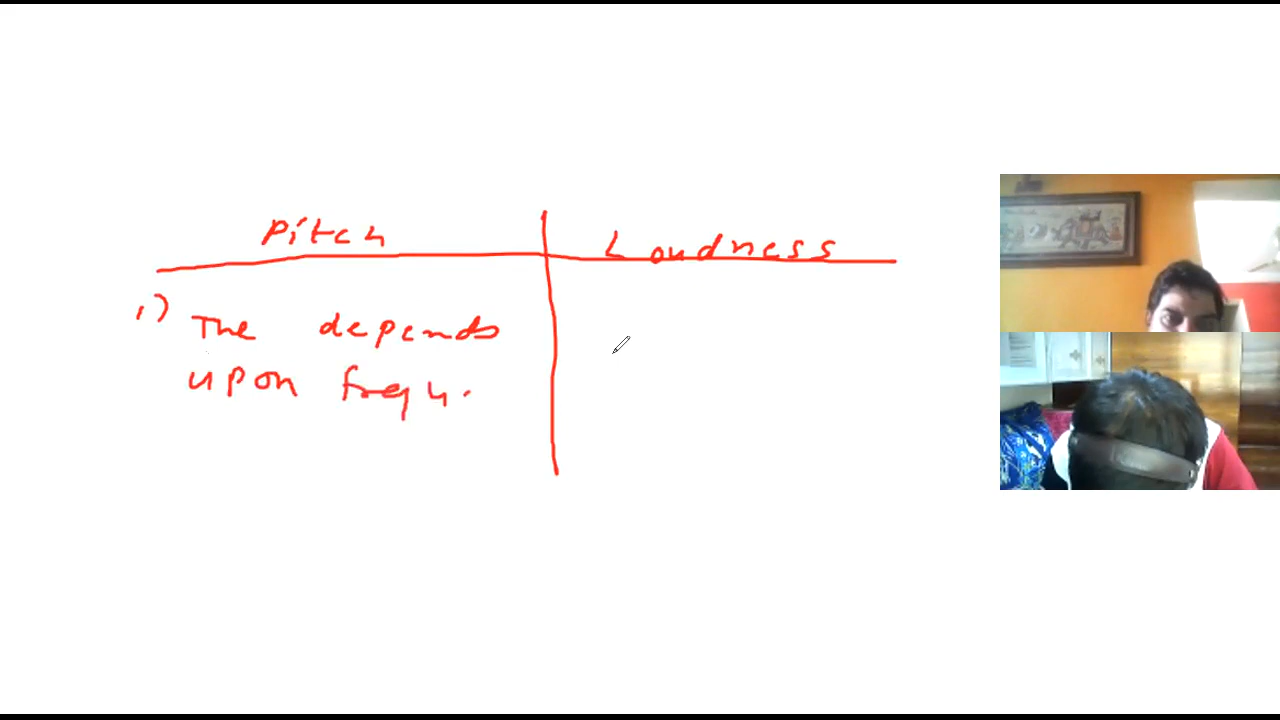 Pitch Loudness
1) The depends
upon frequ.